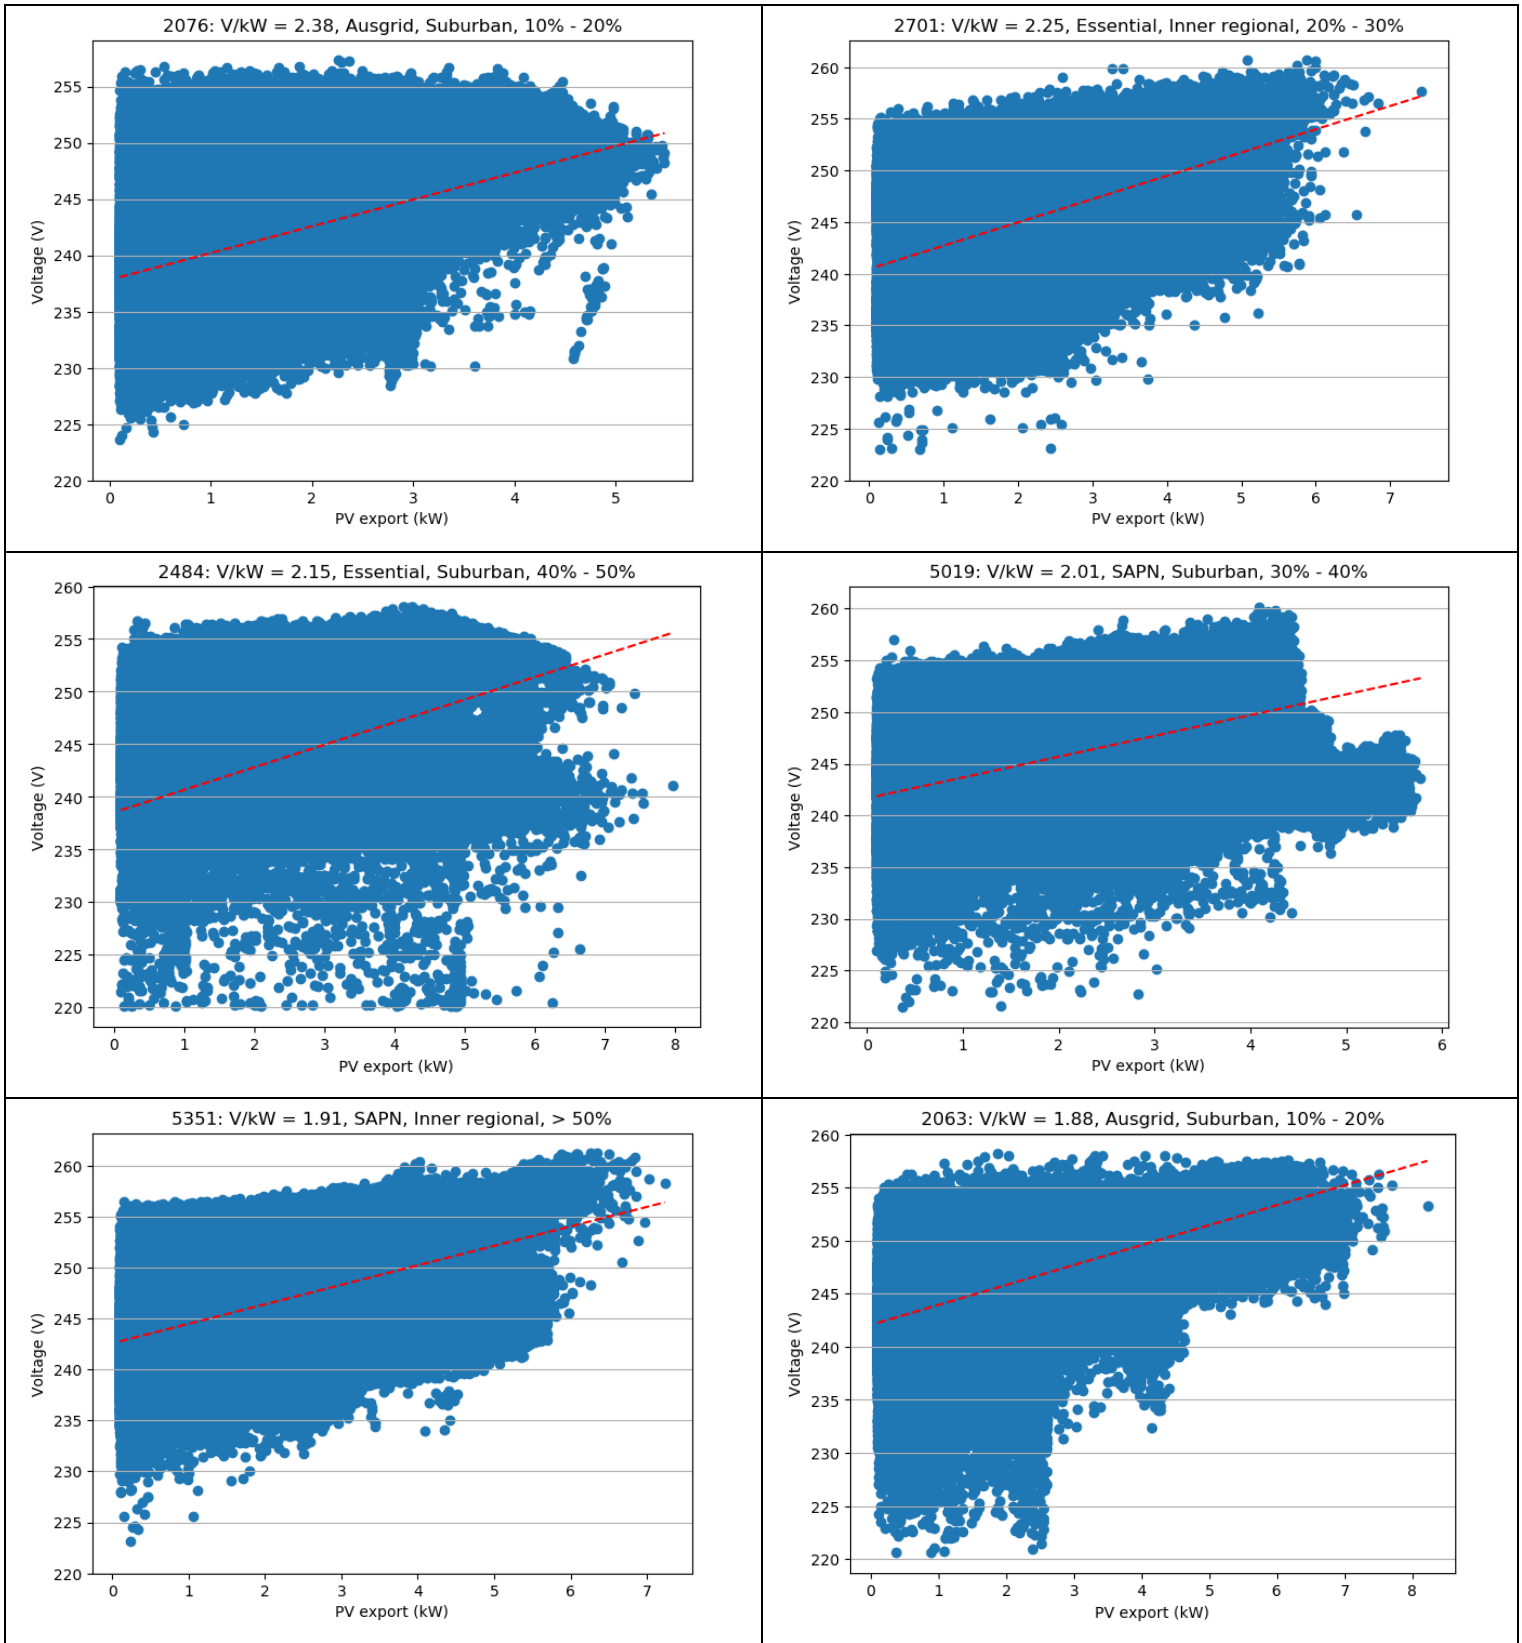 2076: V/kW = 2.38, Ausgrid, Suburban, 10% - 20%
255
250
245
240
235
230
225
220
Voltage (V)
0 1 2 3 4 5
PV export (kW)
2701: V/kW = 2.25, Essential, Inner regional, 20% - 30%
260
255
250
245
240
235
230
225
220
Voltage (V)
0 1 2 3 4 5 6 7
PV export (kW)
2484: V/kW = 2.15, Essential, Suburban, 40% - 50%
260
255
250
245
240
235
230
225
220
Voltage (V)
0 1 2 3 4 5 6 7 8
PV export (kW)
5019: V/kW = 2.01, SAPN, Suburban, 30% - 40%
260
255
250
245
240
235
230
225
220
Voltage (V)
0 1 2 3 4 5 6
PV export (kW)
5351: V/kW = 1.91, SAPN, Inner regional, > 50%
260
255
250
245
240
235
230
225
220
Voltage (V)
0 1 2 3 4 5 6 7
PV export (kW)
2063: V/kW = 1.88, Ausgrid, Suburban, 10% - 20%
260
255
250
245
240
235
230
225
220
Voltage (V)
0 1 2 3 4 5 6 7 8
PV export (kW)